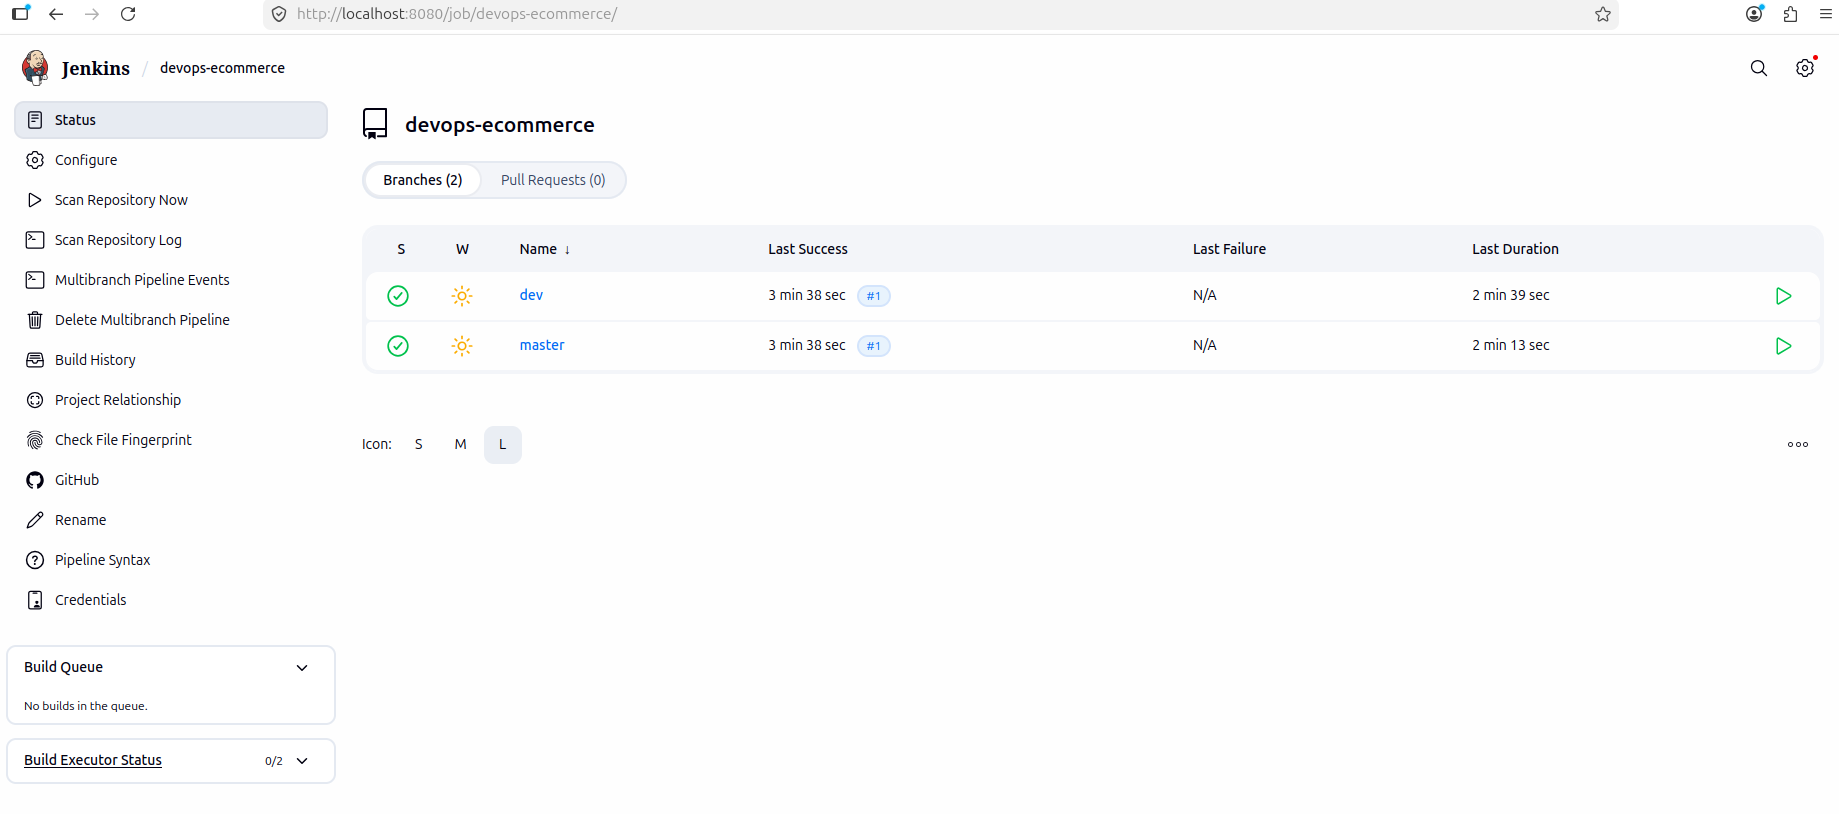 http://localhost:8080/job/devops-ecommerce/
Jenkins / devops-ecommerce
Status
Configure
Scan Repository Now
Scan Repository Log
Multibranch Pipeline Events
Delete Multibranch Pipeline
Build History
Project Relationship
Check File Fingerprint
GitHub
Rename
Pipeline Syntax
Credentials
Build Queue
No builds in the queue.
Build Executor Status 0/2
devops-ecommerce
Branches (2) Pull Requests (0)
S W Name ↓ Last Success Last Failure Last Duration
dev 3 min 38 sec #1 N/A 2 min 39 sec
master 3 min 38 sec #1 N/A 2 min 13 sec
Icon: S M L